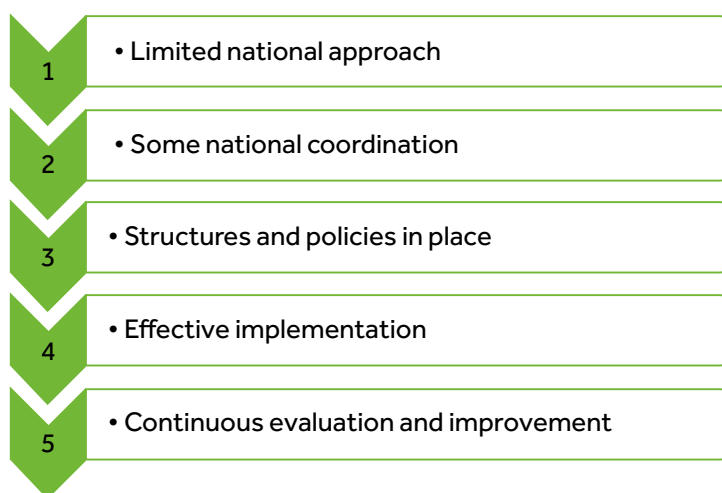 1 • Limited national approach
2 • Some national coordination
3 • Structures and policies in place
4 • Effective implementation
5 • Continuous evaluation and improvement